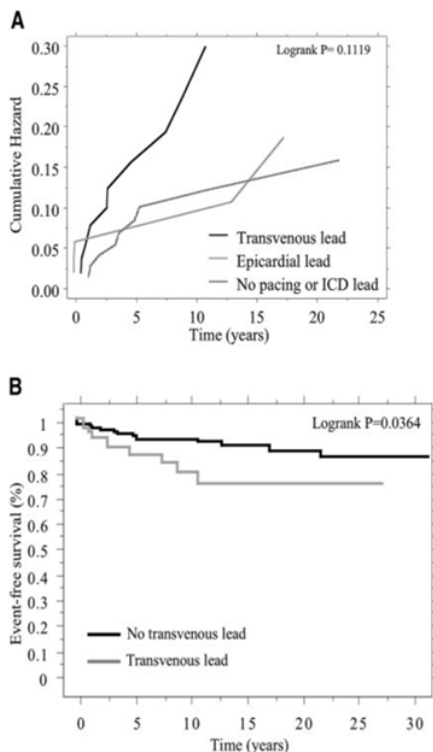 A
Logrank P= 0.1119
Cumulative Hazard
0.30
0.25
0.20
0.15
0.10
0.05
0.00
Transvenous lead
Epicardial lead
No pacing or ICD lead
0 5 10 15 20 25
Time (years)
B
Logrank P=0.0364
Event-free survival (%)
1
0.9
0.8
0.7
0.6
0.5
0.4
0.3
0.2
0.1
0
No transvenous lead
Transvenous lead
0 5 10 15 20 25 30
Time (years)